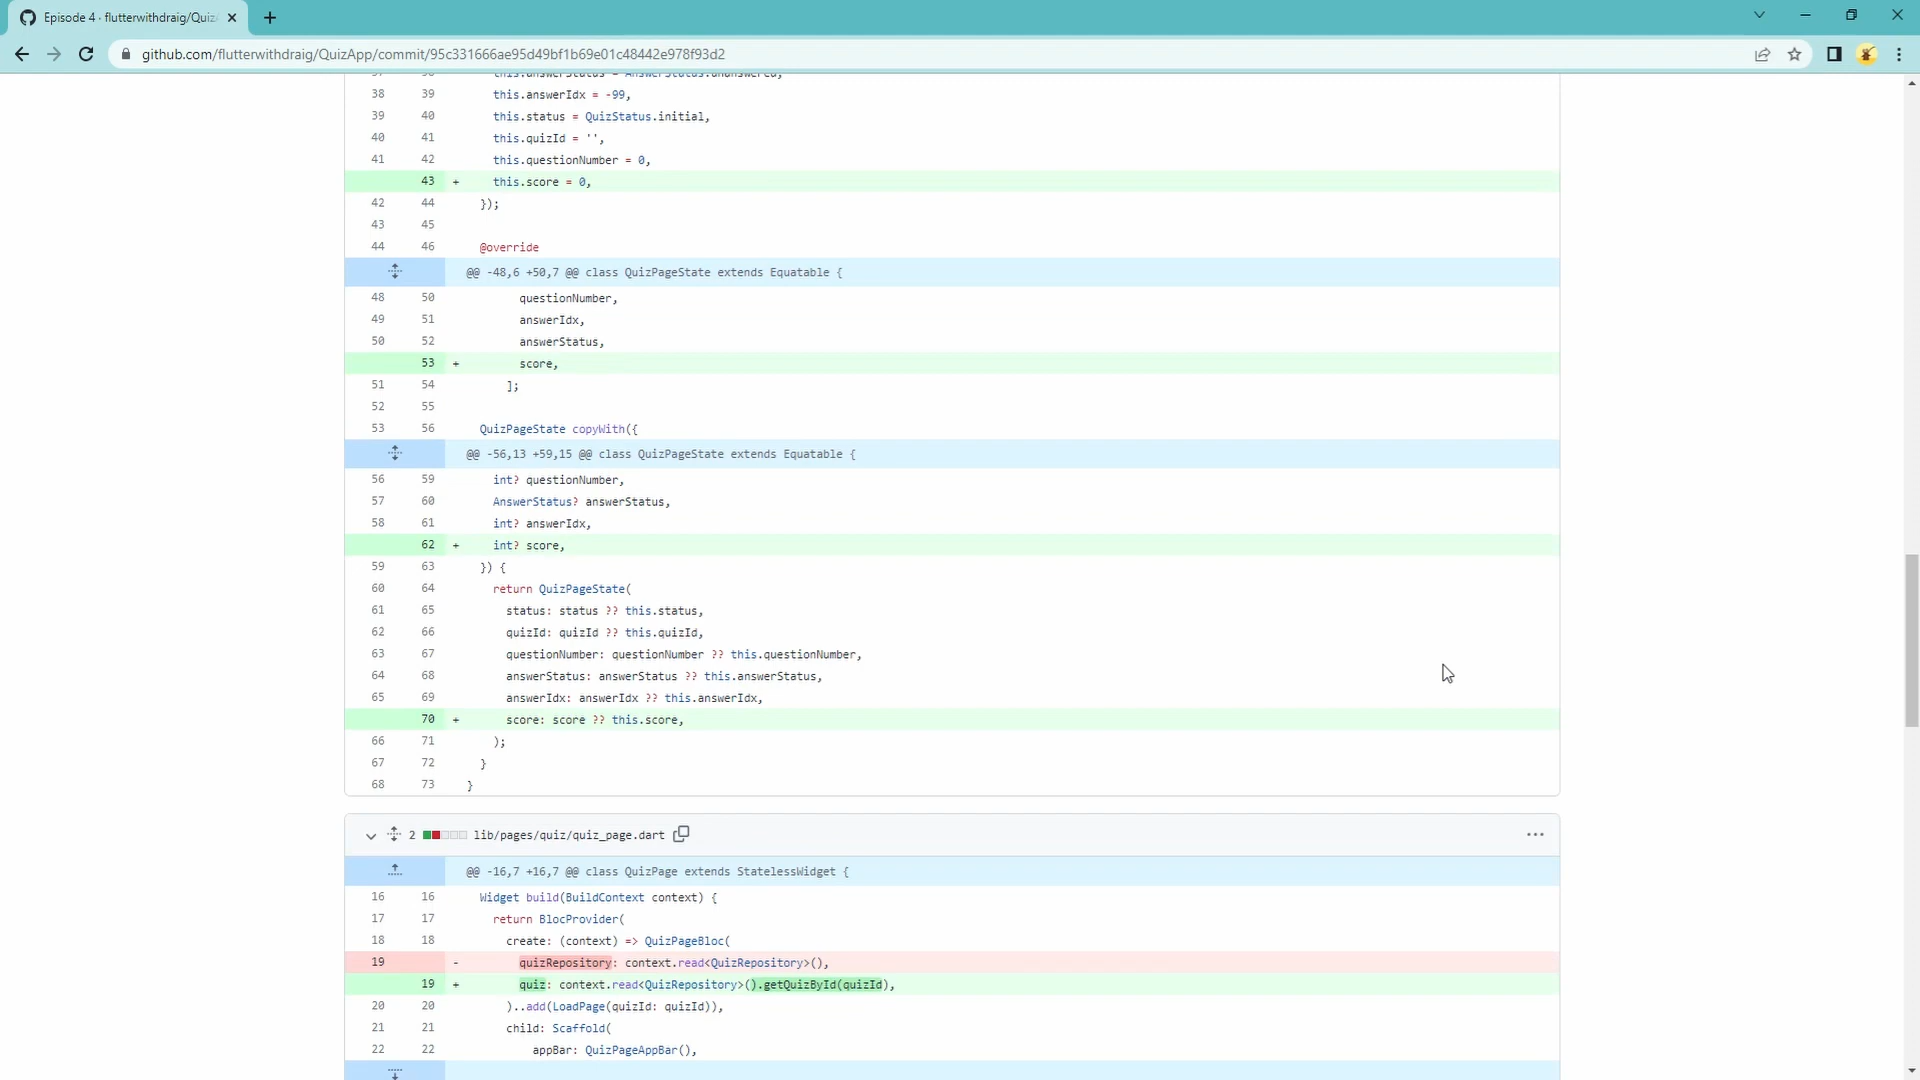 Episode 4 · flutterwithdraig/Quiz
github.com/flutterwithdraig/QuizApp/commit/95c331666ae95d49bf1b69e01c48442e978f93d2
37 38 this.answerStatus = AnswerStatus.unanswered,
38 39 this.answerIdx = -99,
39 40 this.status = QuizStatus.initial,
40 41 this.quizId = '',
41 42 this.questionNumber = 0,
43 + this.score = 0,
42 44 });
43 45
44 46 @override
@@ -48,6 +50,7 @@ class QuizPageState extends Equatable {
48 50 questionNumber,
49 51 answerIdx,
50 52 answerStatus,
53 + score,
51 54 ];
52 55
53 56 QuizPageState copyWith({
@@ -56,13 +59,15 @@ class QuizPageState extends Equatable {
56 59 int? questionNumber,
57 60 AnswerStatus? answerStatus,
58 61 int? answerIdx,
62 + int? score,
59 63 }) {
60 64 return QuizPageState(
61 65 status: status ?? this.status,
62 66 quizId: quizId ?? this.quizId,
63 67 questionNumber: questionNumber ?? this.questionNumber,
64 68 answerStatus: answerStatus ?? this.answerStatus,
65 69 answerIdx: answerIdx ?? this.answerIdx,
70 + score: score ?? this.score,
66 71 );
67 72 }
68 73 }
2 lib/pages/quiz/quiz_page.dart
@@ -16,7 +16,7 @@ class QuizPage extends StatelessWidget {
16 16 Widget build(BuildContext context) {
17 17 return BlocProvider(
18 18 create: (context) => QuizPageBloc(
19 - quizRepository: context.read<QuizRepository>(),
19 + quiz: context.read<QuizRepository>().getQuizById(quizId),
20 20 )..add(LoadPage(quizId: quizId)),
21 21 child: Scaffold(
22 22 appBar: QuizPageAppBar(),